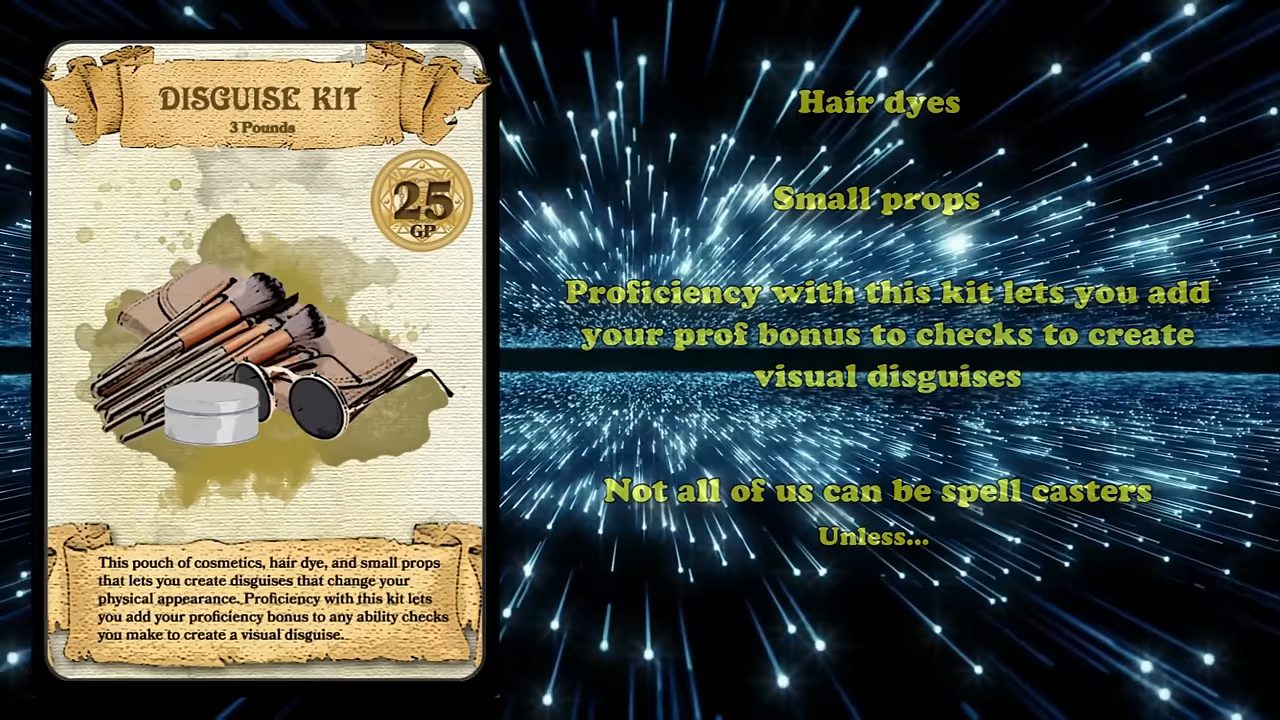 DISGUISE KIT
3 Pounds
25
GP
This pouch of cosmetics, hair dye, and small props
that lets you create disguises that change your
physical appearance. Proficiency with this kit lets
you add your proficiency bonus to any ability checks
you make to create a visual disguise.
Hair dyes
Small props
Proficiency with this kit lets you add
your prof bonus to checks to create
visual disguises
Not all of us can be spell casters
Unless...